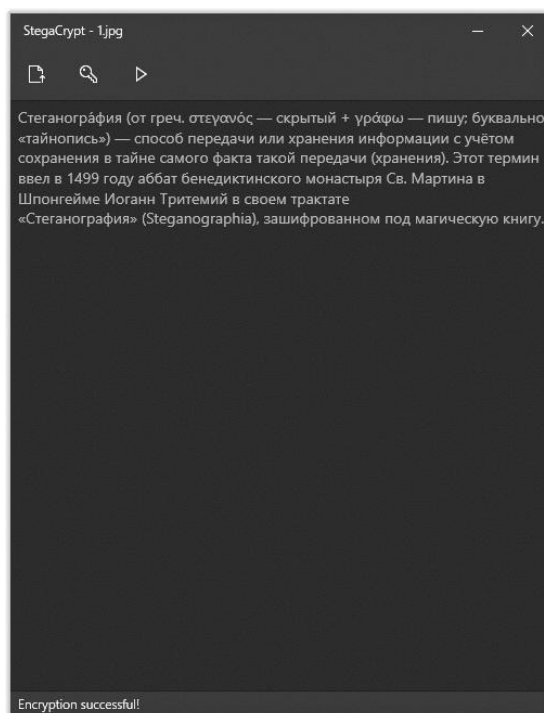 StegaCrypt - 1.jpg
Стеганогра́фия (от греч. στεγανός — скрытый + γράφω — пишу; буквально
«тайнопись») — способ передачи или хранения информации с учётом
сохранения в тайне самого факта такой передачи (хранения). Этот термин
ввел в 1499 году аббат бенедиктинского монастыря Св. Мартина в
Шпонгейме Иоганн Тритемий в своем трактате
«Стеганография» (Steganographia), зашифрованном под магическую книгу.
Encryption successful!